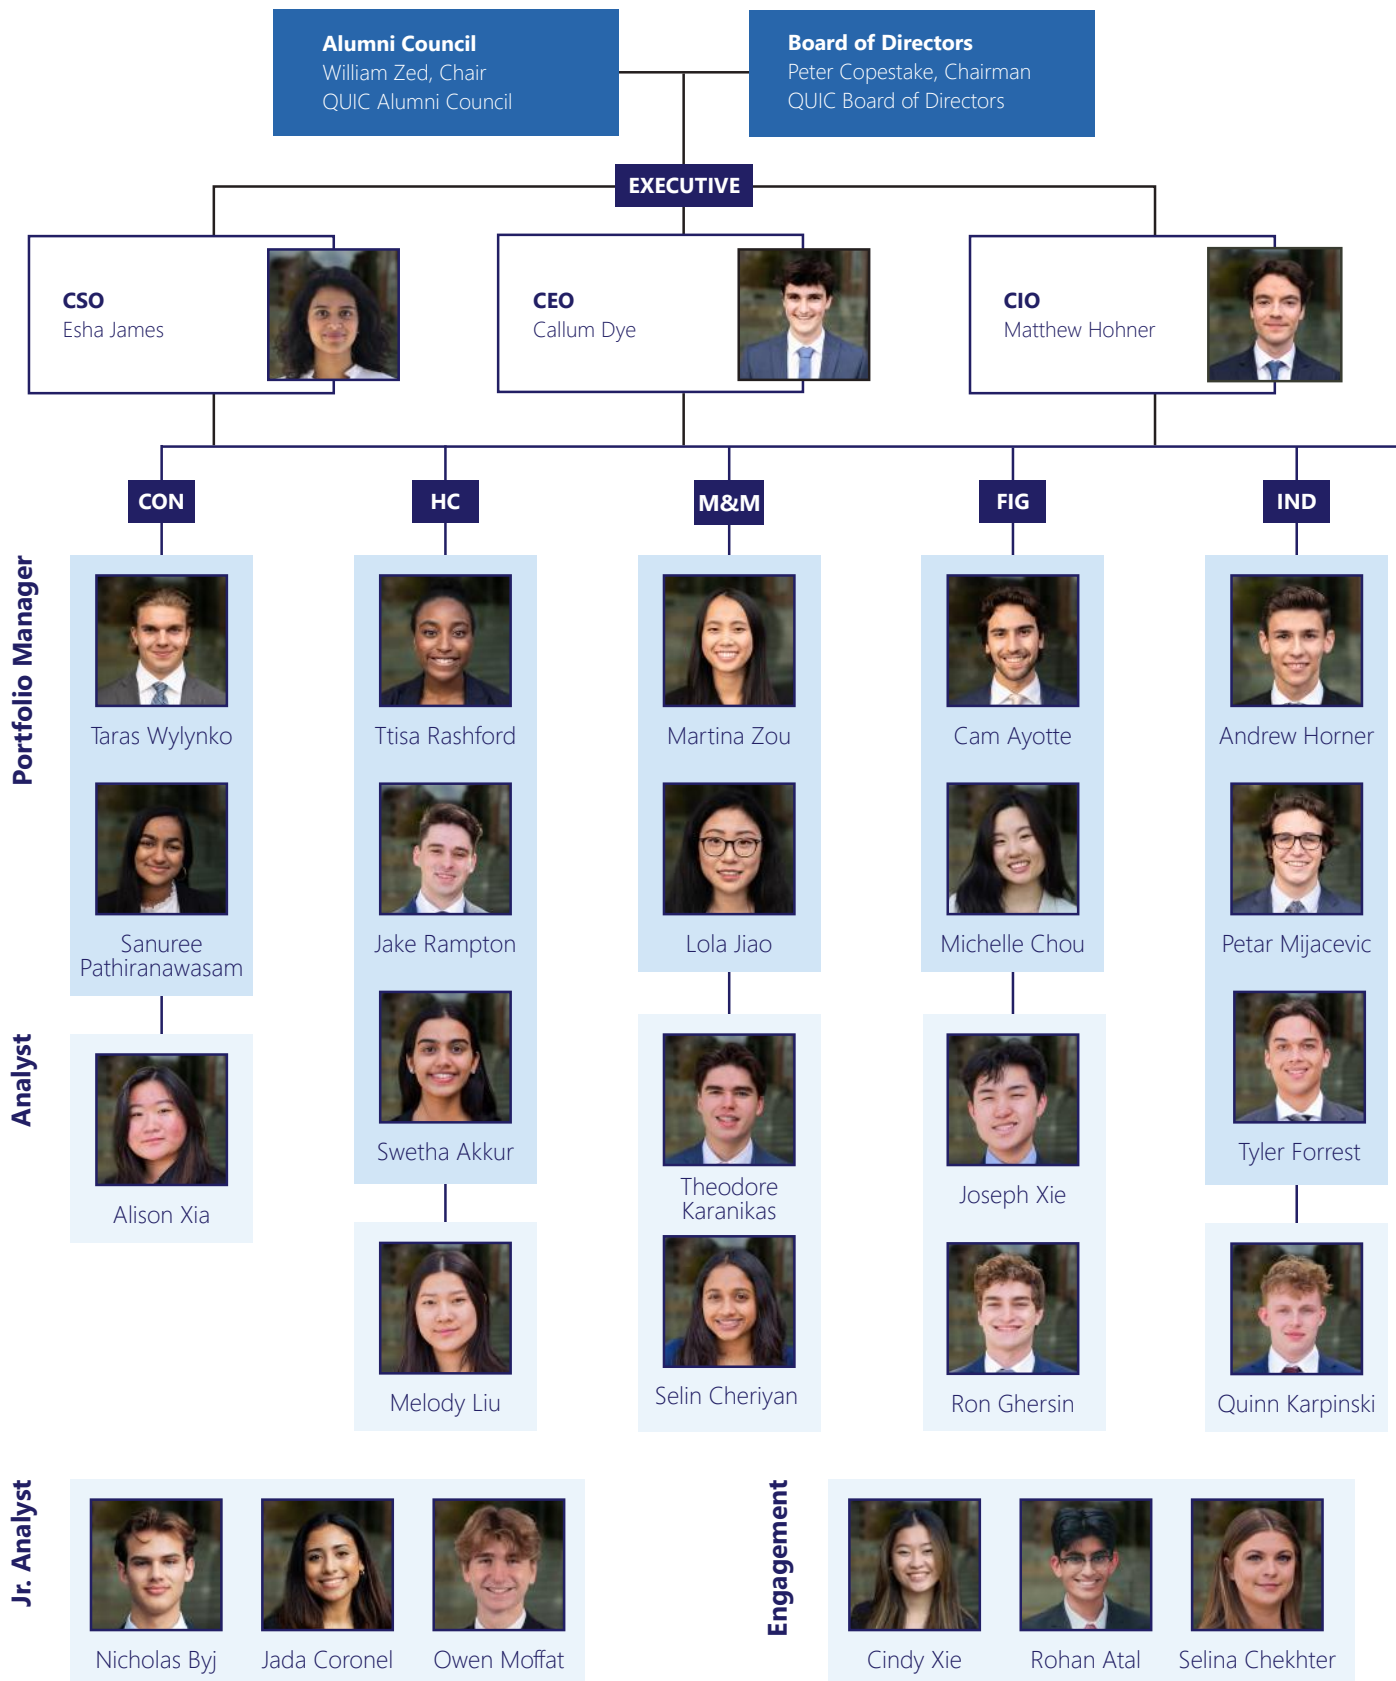 Alumni Council
William Zed, Chair
QUIC Alumni Council
Board of Directors
Peter Copestake, Chairman
QUIC Board of Directors
EXECUTIVE
CSO
Esha James
CEO
Callum Dye
CIO
Matthew Hohner
CON
HC
M&M
FIG
IND
Portfolio Manager
Taras Wylynko
Ttisa Rashford
Martina Zou
Cam Ayotte
Andrew Horner
Sanuree
Pathiranawasam
Jake Rampton
Lola Jiao
Michelle Chou
Petar Mijacevic
Analyst
Alison Xia
Swetha Akkur
Theodore
Karanikas
Joseph Xie
Tyler Forrest
Melody Liu
Selin Cheriyan
Ron Ghersin
Quinn Karpinski
Jr. Analyst
Nicholas Byj
Jada Coronel
Owen Moffat
Engagement
Cindy Xie
Rohan Atal
Selina Chekhter